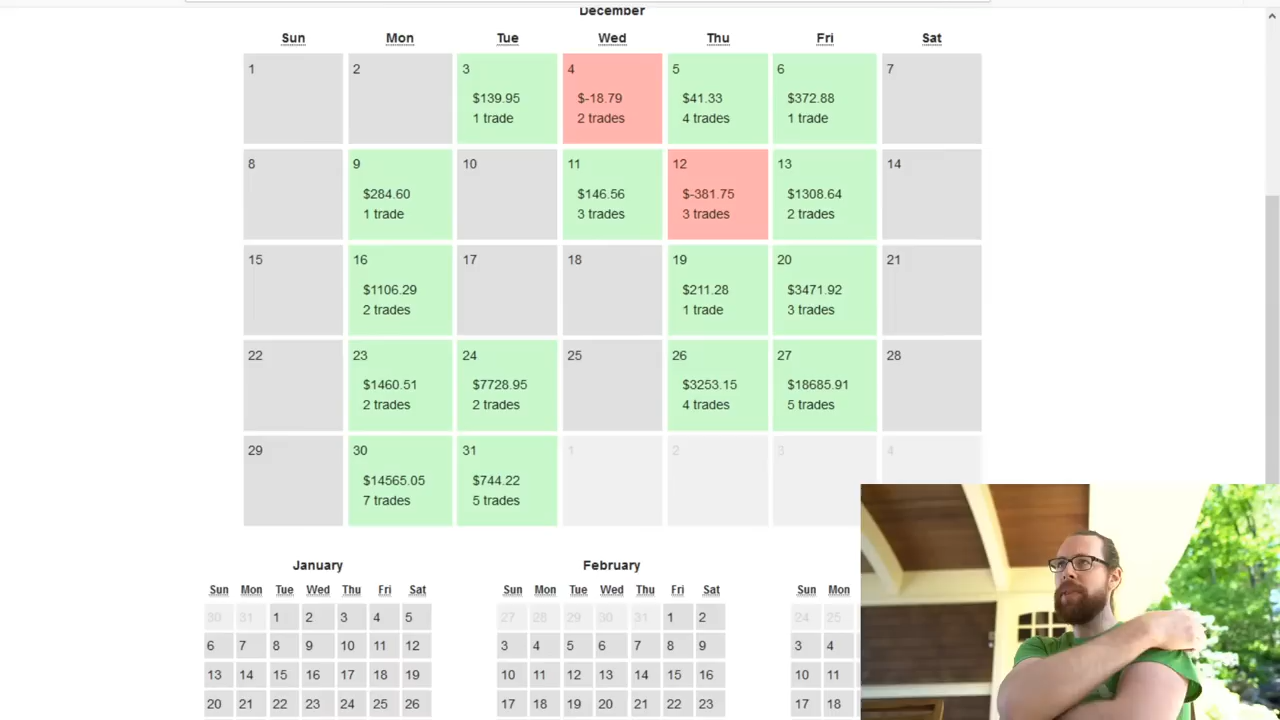 December
Sun Mon Tue Wed Thu Fri Sat
1 2 3 4 5 6 7
$139.95 $-18.79 $41.33 $372.88
1 trade 2 trades 4 trades 1 trade
8 9 10 11 12 13 14
$284.60 $146.56 $-381.75 $1308.64
1 trade 3 trades 3 trades 2 trades
15 16 17 18 19 20 21
$1106.29 $211.28 $3471.92
2 trades 1 trade 3 trades
22 23 24 25 26 27 28
$1460.51 $7728.95 $3253.15 $18685.91
2 trades 2 trades 4 trades 5 trades
29 30 31 1 2 3 4
$14565.05 $744.22
7 trades 5 trades
January February
Sun Mon Tue Wed Thu Fri Sat Sun Mon Tue Wed Thu Fri Sat Sun Mon
30 31 1 2 3 4 5 27 28 29 30 31 1 2 24 25
6 7 8 9 10 11 12 3 4 5 6 7 8 9 3 4
13 14 15 16 17 18 19 10 11 12 13 14 15 16 10 11
20 21 22 23 24 25 26 17 18 19 20 21 22 23 17 18